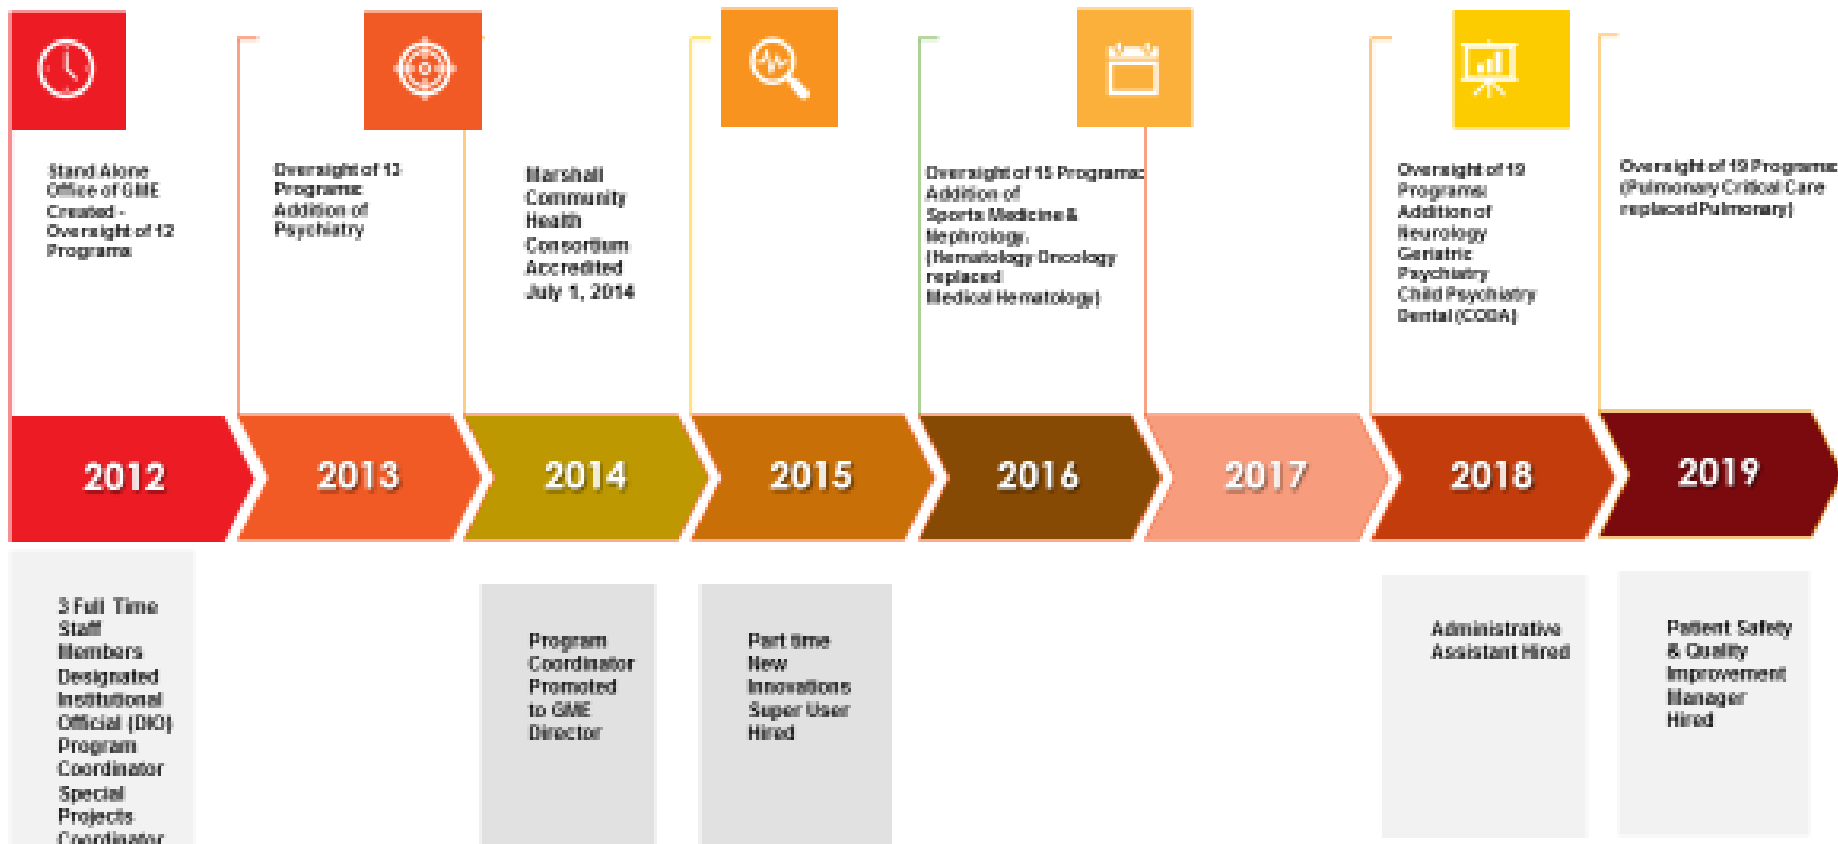 Stand Alone
Office of GME
Created -
Oversight of 12
Programs
Oversight of 13
Programs:
Addition of
Psychiatry
Marshall
Community
Health
Consortium
Accredited
July 1, 2014
Oversight of 15 Programs:
Addition of
Sports Medicine &
Nephrology.
(Hematology Oncology
replaced
Medical Hematology)
Oversight of 19
Programs:
Addition of
Neurology
Geriatric
Psychiatry
Child Psychiatry
Dental (CODA)
Oversight of 19 Programs:
(Pulmonary Critical Care
replaced Pulmonary)
2012
2013
2014
2015
2016
2017
2018
2019
3 Full Time
Staff
Members
Designated
Institutional
Official (DIO)
Program
Coordinator
Special
Projects
Coordinator
Program
Coordinator
Promoted
to GME
Director
Part time
New
Innovations
Super User
Hired
Administrative
Assistant Hired
Patient Safety
& Quality
Improvement
Manager
Hired